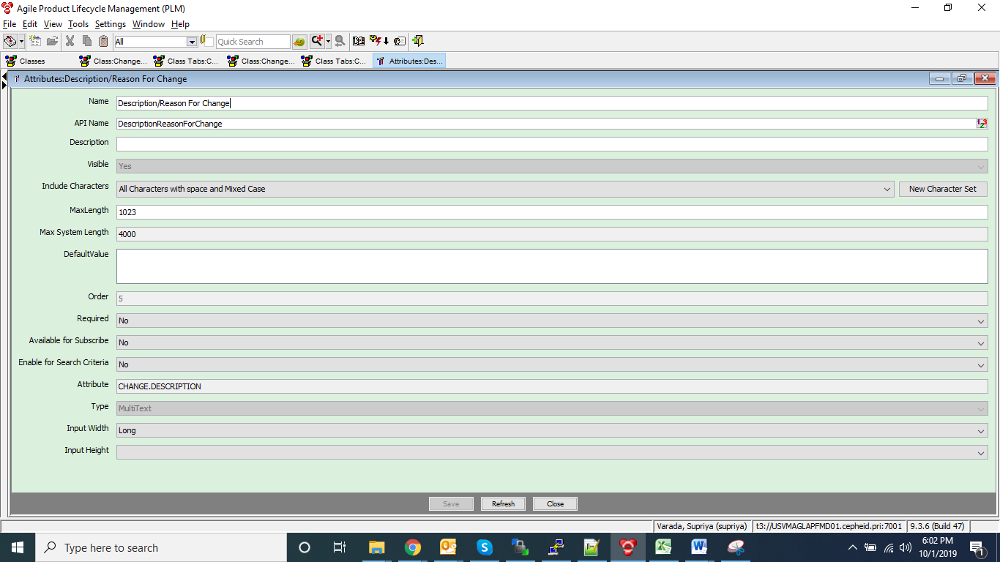 Agile Product Lifecycle Management (PLM)
File Edit View Tools Settings Window Help
All Quick Search
Classes Class:Change... Class Tabs:C... Class:Change... Class Tabs:C... Attributes:Des...
Attributes:Description/Reason For Change
Name Description/Reason For Change
API Name DescriptionReasonForChange
Description
Visible Yes
Include Characters All Characters with space and Mixed Case New Character Set
MaxLength 1023
Max System Length 4000
DefaultValue
Order 5
Required No
Available for Subscribe No
Enable for Search Criteria No
Attribute CHANGE.DESCRIPTION
Type MultiText
Input Width Long
Input Height
Save Refresh Close
Varada, Supriya (supriya) t3://USVMAGLAPFMD01.cepheid.pri:7001 9.3.6 (Build 47)
Type here to search
6:02 PM
10/1/2019
1